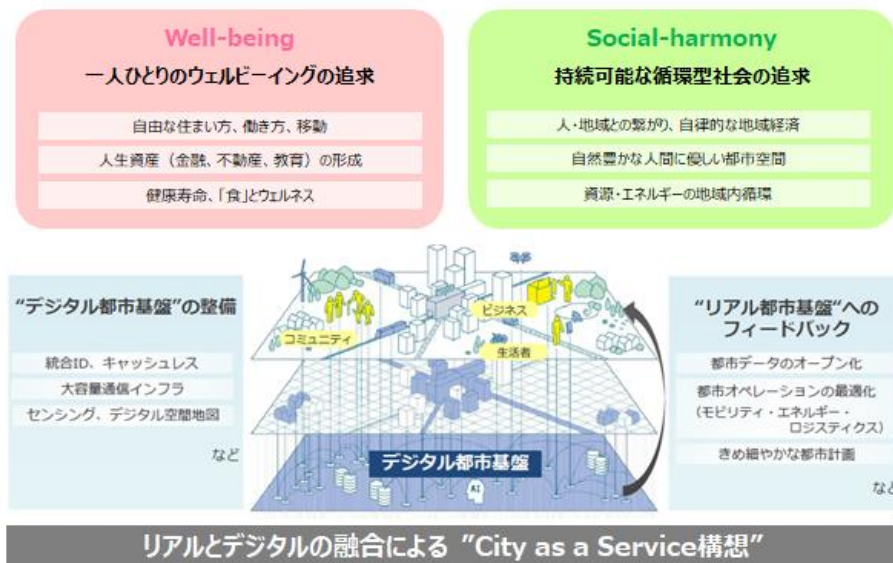 Well-being
一人ひとりのウェルビーイングの追求
自由な住まい方、働き方、移動
人生資産（金融、不動産、教育）の形成
健康寿命、「食」とウェルネス
Social-harmony
持続可能な循環型社会の追求
人・地域との繋がり、自律的な地域経済
自然豊かな人間に優しい都市空間
資源・エネルギーの地域内循環
“デジタル都市基盤”の整備
統合ID、キャッシュレス
大容量通信インフラ
センシング、デジタル空間地図
など
ビジネス
コミュニティ
生活者
デジタル都市基盤
AI
“リアル都市基盤“への
フィードバック
都市データのオープン化
都市オペレーションの最適化
（モビリティ・エネルギー・
ロジスティクス）
きめ細やかな都市計画
など
リアルとデジタルの融合による ”City as a Service構想”